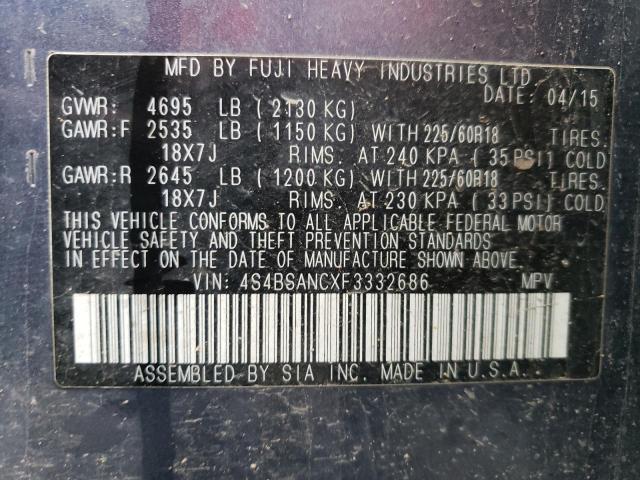 MFD BY FUJI HEAVY INDUSTRIES LTD.
DATE: 04/15
GVWR: 4695 LB ( 2130 KG)
GAWR:F 2535 LB ( 1150 KG) WITH 225/60R18 TIRES.
18X7J RIMS. AT 240 KPA ( 35 PSI) COLD
GAWR:R 2645 LB ( 1200 KG) WITH 225/60R18 TIRES.
18X7J RIMS. AT 230 KPA ( 33 PSI) COLD
THIS VEHICLE CONFORMS TO ALL APPLICABLE FEDERAL MOTOR
VEHICLE SAFETY AND THEFT PREVENTION STANDARDS
IN EFFECT ON THE DATE OF MANUFACTURE SHOWN ABOVE.
VIN: 4S4BSANCXF3332686 MPV
ASSEMBLED BY SIA INC. MADE IN U.S.A.